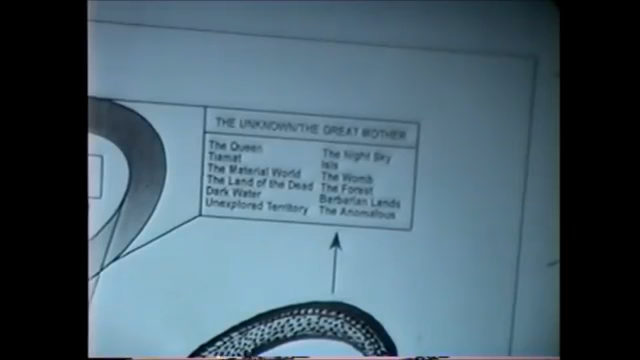 THE UNKNOWN/THE GREAT MOTHER
The Queen
Tiamat
The Material World
The Land of the Dead
Dark Water
Unexplored Territory
The Night Sky
Isis
The Womb
The Forest
Barbarian Lands
The Anomalous